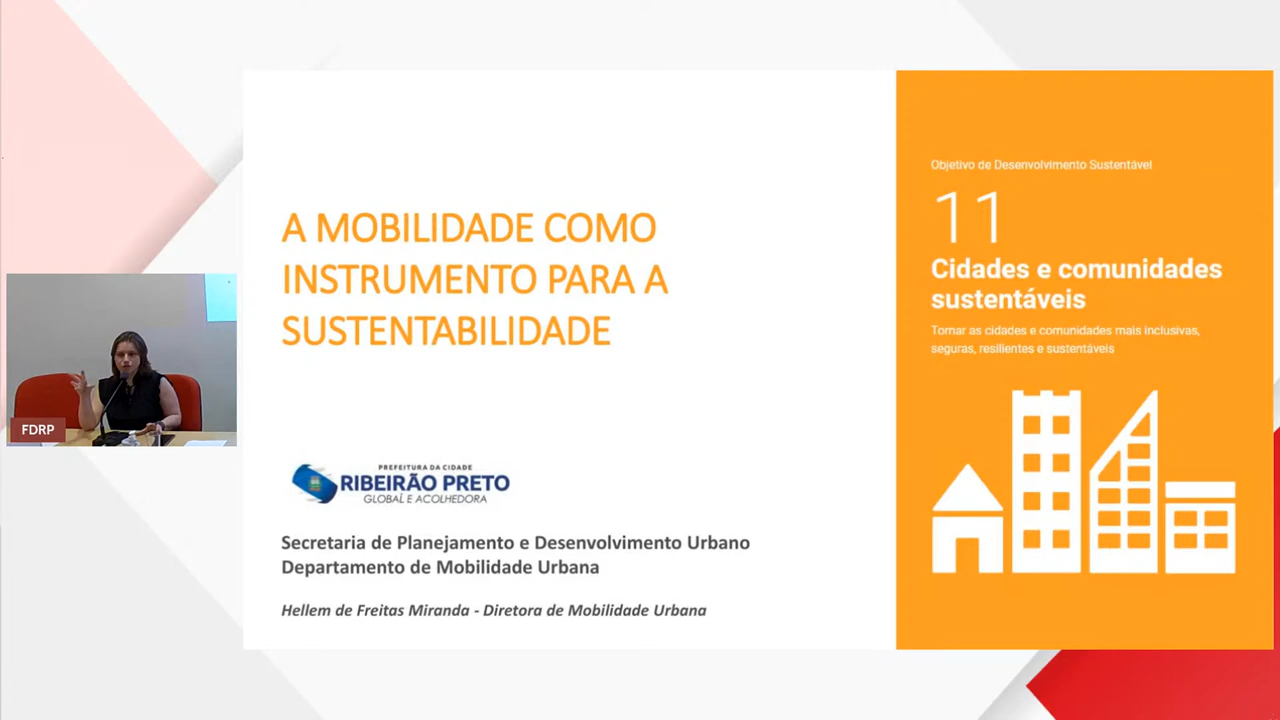 A MOBILIDADE COMO
INSTRUMENTO PARA A
SUSTENTABILIDADE
PREFEITURA DA CIDADE
RIBEIRÃO PRETO
GLOBAL E ACOLHEDORA
Secretaria de Planejamento e Desenvolvimento Urbano
Departamento de Mobilidade Urbana
Hellem de Freitas Miranda - Diretora de Mobilidade Urbana
Objetivo de Desenvolvimento Sustentável
11
Cidades e comunidades
sustentáveis
Tornar as cidades e comunidades mais inclusivas,
seguras, resilientes e sustentáveis
FDRP